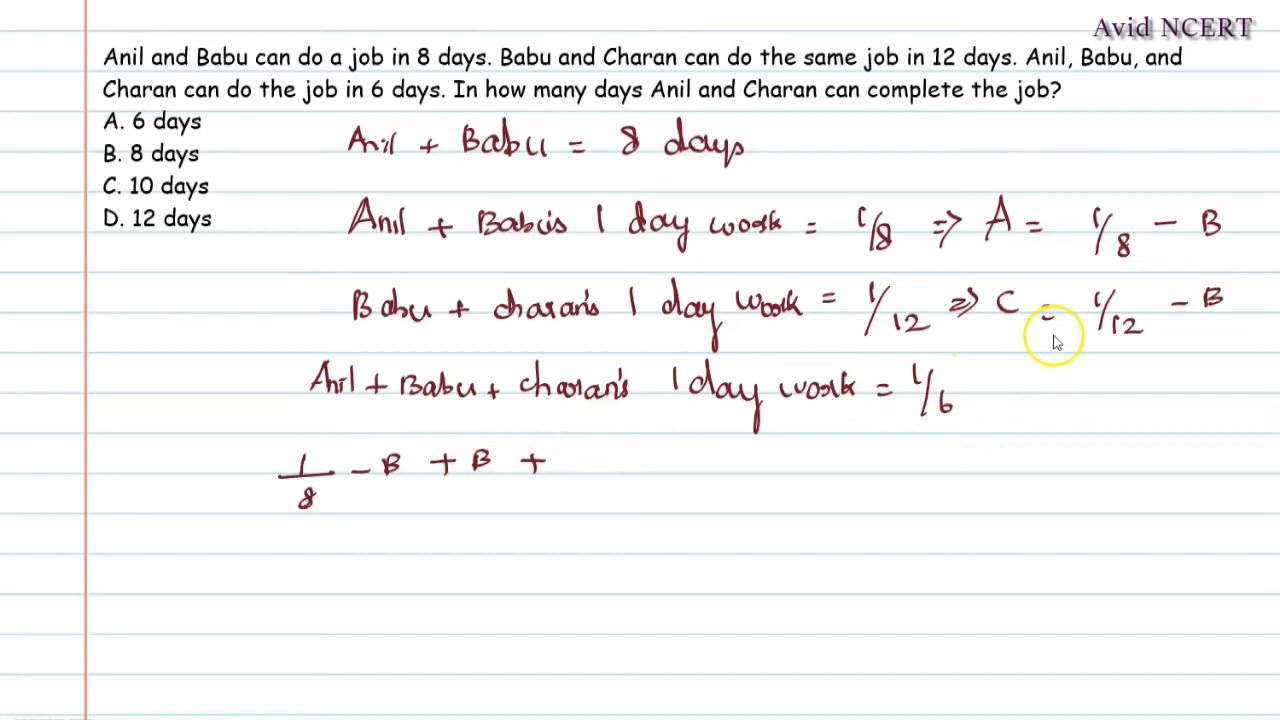 Avid NCERT
Anil and Babu can do a job in 8 days. Babu and Charan can do the same job in 12 days. Anil, Babu, and
Charan can do the job in 6 days. In how many days Anil and Charan can complete the job?
A. 6 days
B. 8 days
C. 10 days
D. 12 days
Anil + Babu = 8 days
Anil + Babu's 1 day work = 1/8 => A = 1/8 - B
Babu + charan's 1 day work = 1/12 => C = 1/12 - B
Anil + Babu + charan's 1 day work = 1/6
1/8 - B + B +